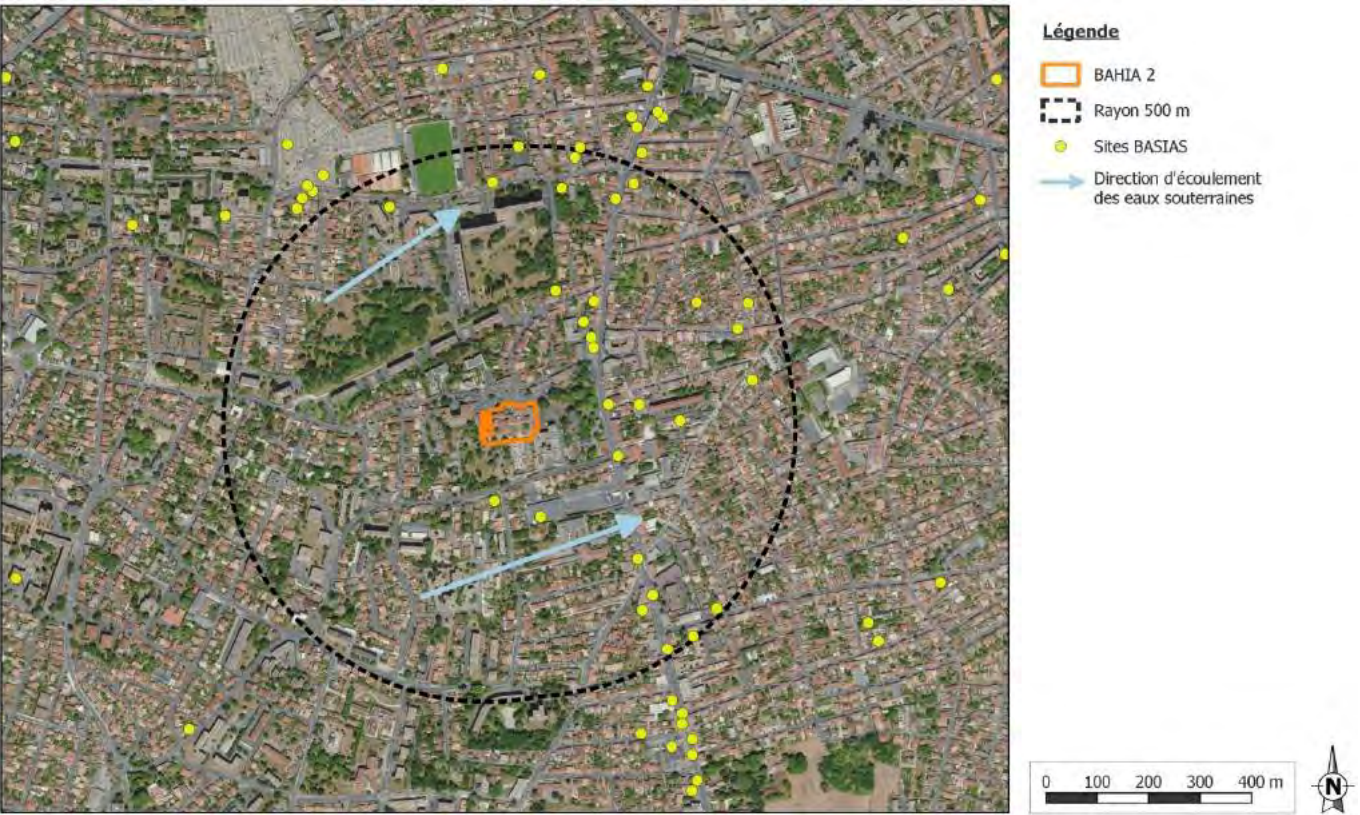 Légende
BAHIA 2
Rayon 500 m
Sites BASIAS
Direction d'écoulement
des eaux souterraines
0 100 200 300 400 m
N